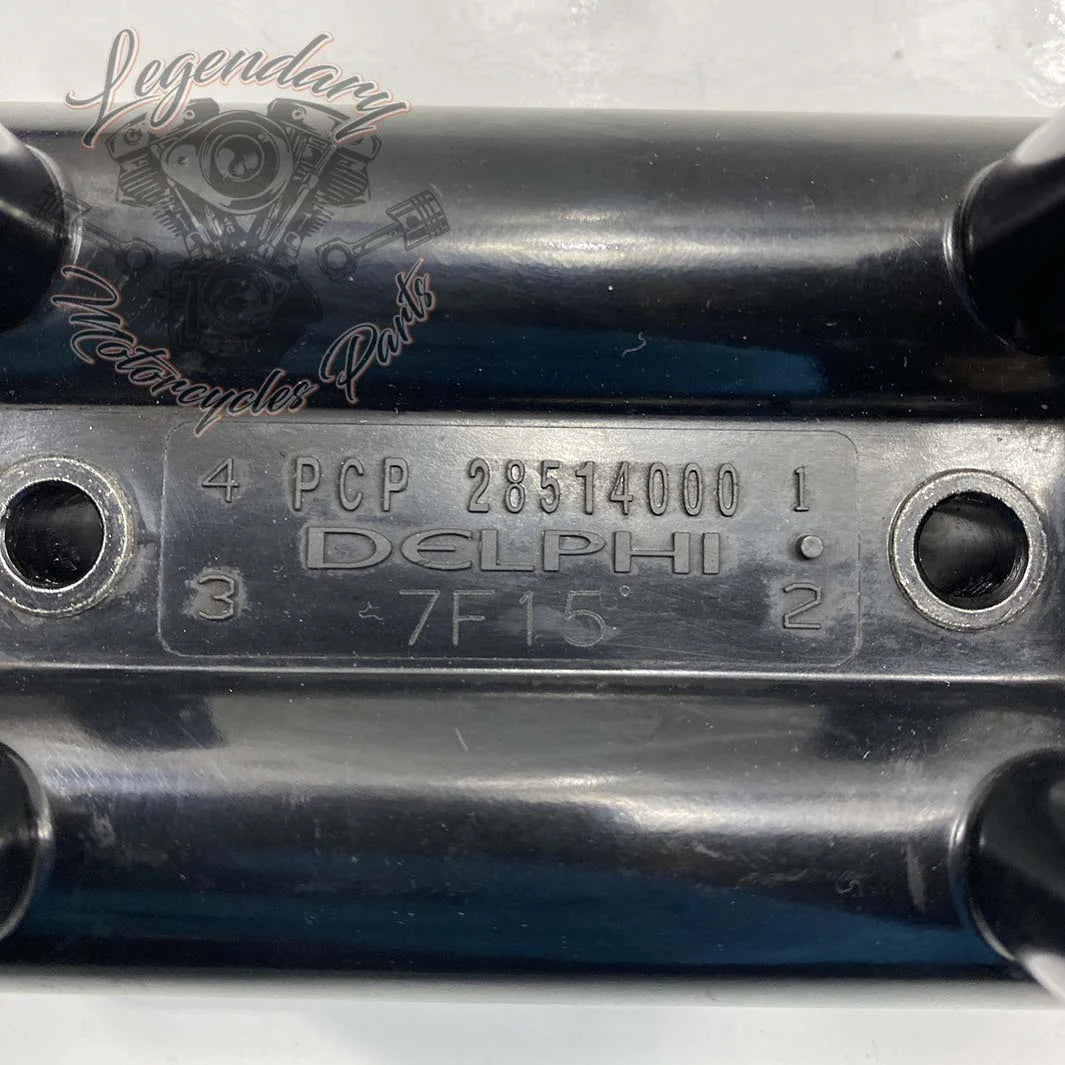 Legendary
Motorcycles Parts
4 PCP 28514000 1
DELPHI
3 7F15 2